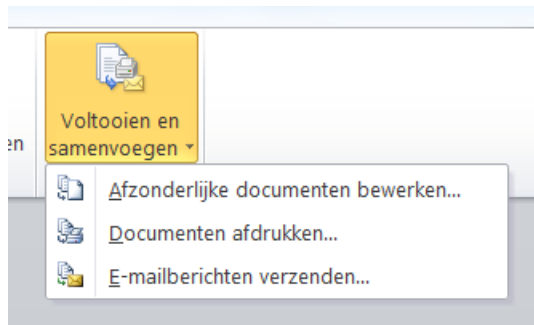 Voltooien en
samenvoegen
en
Afzonderlijke documenten bewerken...
Documenten afdrukken...
E-mailberichten verzenden...